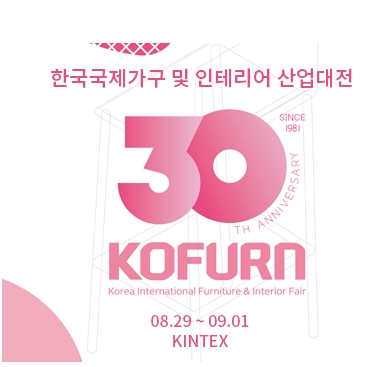 한국국제가구 및 인테리어 산업대전
SINCE
1981
30
TH ANNIVERSARY
KOFURN
Korea International Furniture & Interior Fair
08.29 ~ 09.01
KINTEX